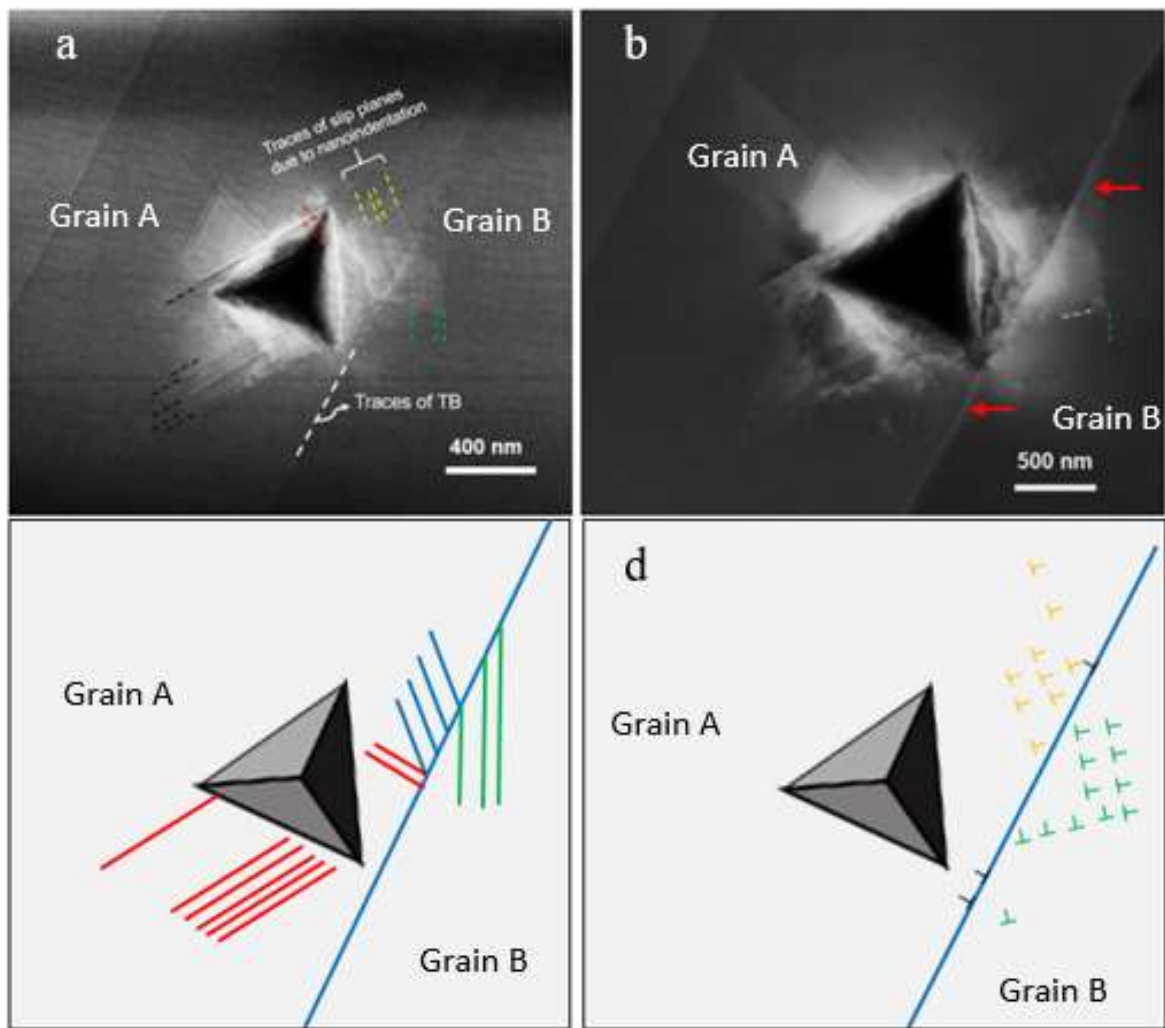 a
Traces of slip planes
due to nanoindentation
Grain A
Grain B
Traces of TB
400 nm
b
Grain A
Grain B
500 nm
Grain A
Grain B
d
Grain A
Grain B